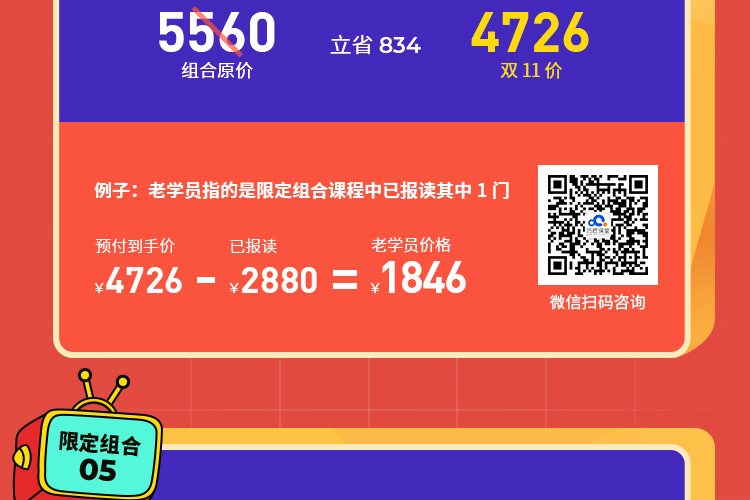 5560 立省 834 4726
组合原价 双 11 价
例子：老学员指的是限定组合课程中已报读其中 1 门
预付到手价 已报读 老学员价格
¥4726 - ¥2880 = ¥1846
微信扫码咨询
限定组合
05